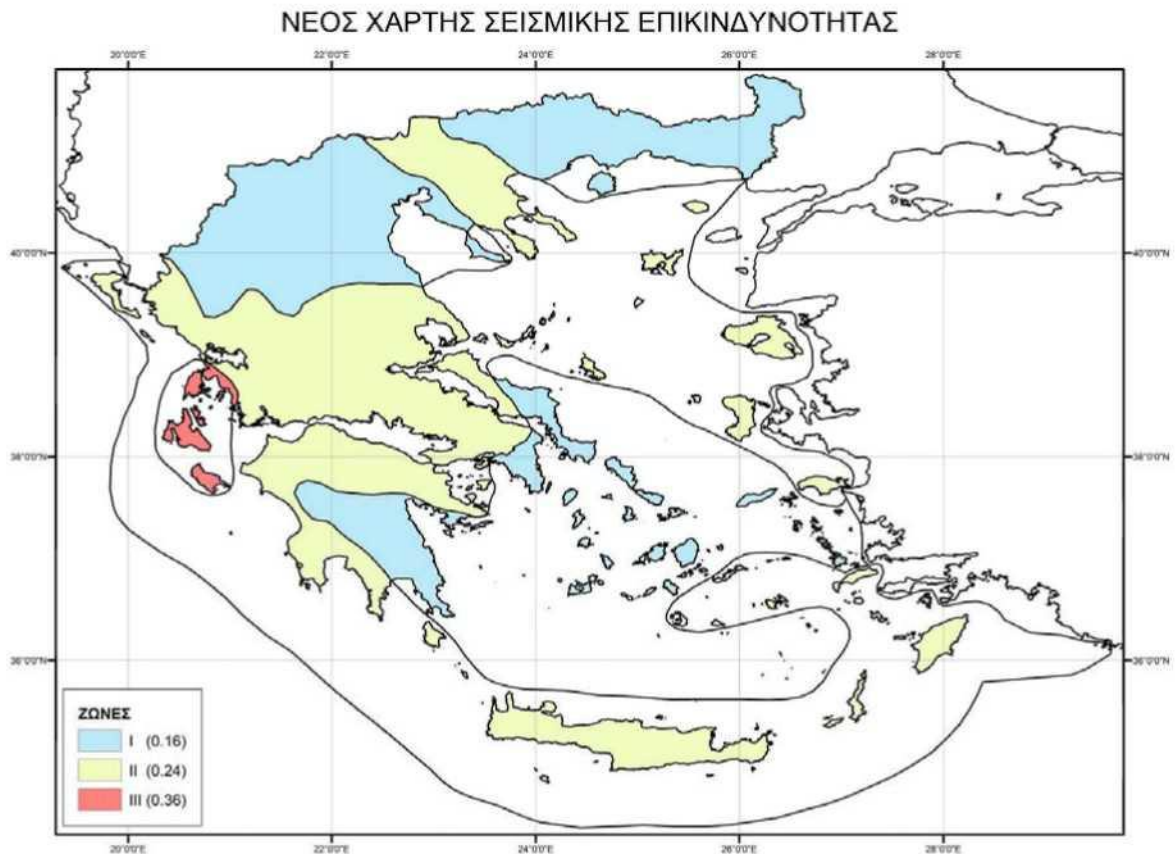 ΝΕΟΣ ΧΑΡΤΗΣ ΣΕΙΣΜΙΚΗΣ ΕΠΙΚΙΝΔΥΝΟΤΗΤΑΣ
20°0'0"E 22°0'0"E 24°0'0"E 26°0'0"E 28°0'0"E
40°0'0"N 40°0'0"N
38°0'0"N 38°0'0"N
36°0'0"N 36°0'0"N
ΖΩΝΕΣ
I (0.16)
II (0.24)
III (0.36)
20°0'0"E 22°0'0"E 24°0'0"E 26°0'0"E 28°0'0"E